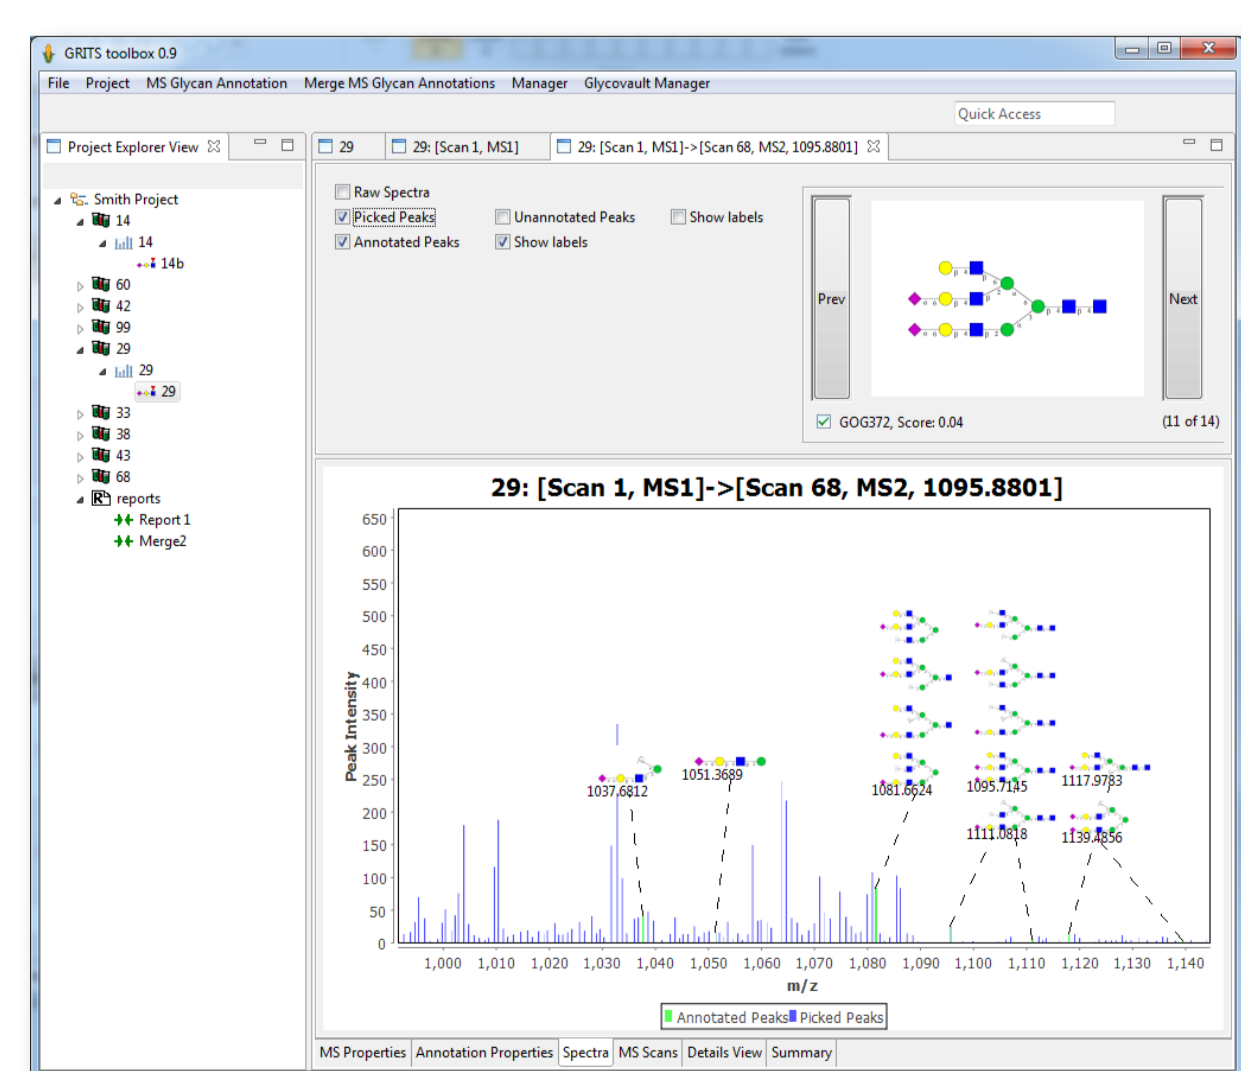 GRITS toolbox 0.9
File Project MS Glycan Annotation Merge MS Glycan Annotations Manager Glycovault Manager
Quick Access
Project Explorer View
Smith Project
14
14
14b
60
42
99
29
29
29
33
38
43
68
reports
Report 1
Merge2
29 29: [Scan 1, MS1] 29: [Scan 1, MS1]->[Scan 68, MS2, 1095.8801]
Raw Spectra
Picked Peaks Unannotated Peaks Show labels
Annotated Peaks Show labels
Prev
Next
GOG372, Score: 0.04 (11 of 14)
29: [Scan 1, MS1]->[Scan 68, MS2, 1095.8801]
Peak Intensity
650
600
550
500
450
400
350
300
250
200
150
100
50
0
1037.6812
1051.3689
1081.6624
1095.7145
1117.9783
1111.0818
1139.4856
1,000 1,010 1,020 1,030 1,040 1,050 1,060 1,070 1,080 1,090 1,100 1,110 1,120 1,130 1,140
m/z
Annotated Peaks Picked Peaks
MS Properties Annotation Properties Spectra MS Scans Details View Summary